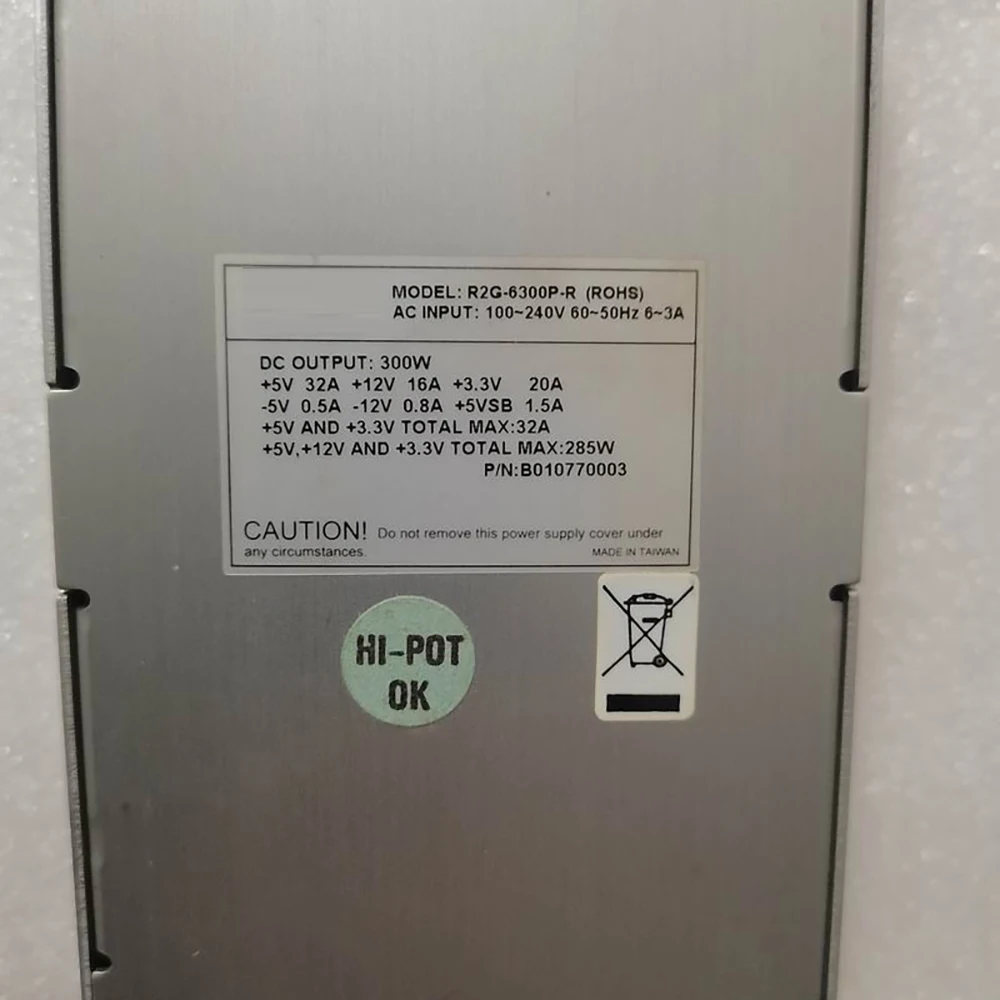 MODEL: R2G-6300P-R (ROHS)
AC INPUT: 100~240V 60~50Hz 6~3A
DC OUTPUT: 300W
+5V 32A +12V 16A +3.3V 20A
-5V 0.5A -12V 0.8A +5VSB 1.5A
+5V AND +3.3V TOTAL MAX:32A
+5V,+12V AND +3.3V TOTAL MAX:285W
P/N:B010770003
CAUTION! Do not remove this power supply cover under
any circumstances.
MADE IN TAIWAN
HI-POT
OK